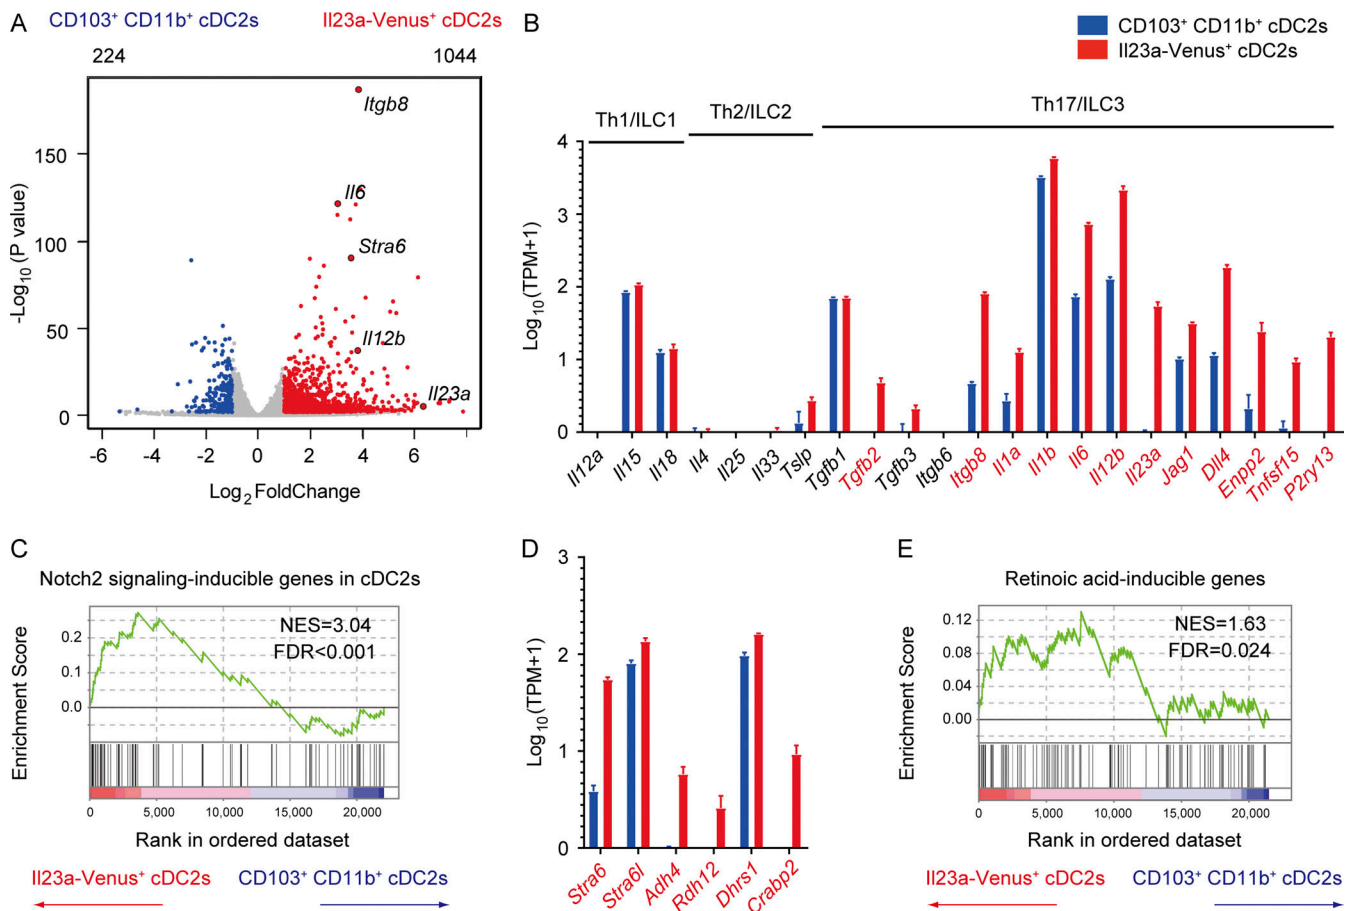 A
CD103⁺ CD11b⁺ cDC2s
Il23a-Venus⁺ cDC2s
224
1044
Itgb8
Il6
Stra6
Il12b
Il23a
150
100
50
0
-Log₁₀ (P value)
-6
-4
-2
0
2
4
6
Log₂ FoldChange
B
CD103⁺ CD11b⁺ cDC2s
Il23a-Venus⁺ cDC2s
Th1/ILC1
Th2/ILC2
Th17/ILC3
4
3
2
1
0
Log₁₀(TPM+1)
Il12a
Il15
Il18
Il4
Il25
Il33
Tslp
Tgfb1
Tgfb2
Tgfb3
Itgb6
Itgb8
Il1a
Il1b
Il6
Il12b
Il23a
Jag1
Dll4
Enpp2
Tnfsf15
P2ry13
C
Notch2 signaling-inducible genes in cDC2s
NES=3.04
FDR<0.001
0.2
0.1
0.0
Enrichment Score
0
5,000
10,000
15,000
20,000
Rank in ordered dataset
Il23a-Venus⁺ cDC2s
CD103⁺ CD11b⁺ cDC2s
D
3
2
1
0
Log₁₀(TPM+1)
Stra6
Stra6l
Adh4
Rdh12
Dhrs1
Crabp2
E
Retinoic acid-inducible genes
NES=1.63
FDR=0.024
0.12
0.08
0.04
0.00
Enrichment Score
0
5,000
10,000
15,000
20,000
Rank in ordered dataset
Il23a-Venus⁺ cDC2s
CD103⁺ CD11b⁺ cDC2s